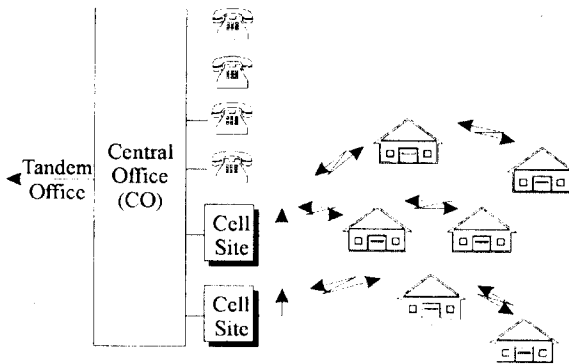 Tandem
Office
Central
Office
(CO)
Cell
Site
Cell
Site